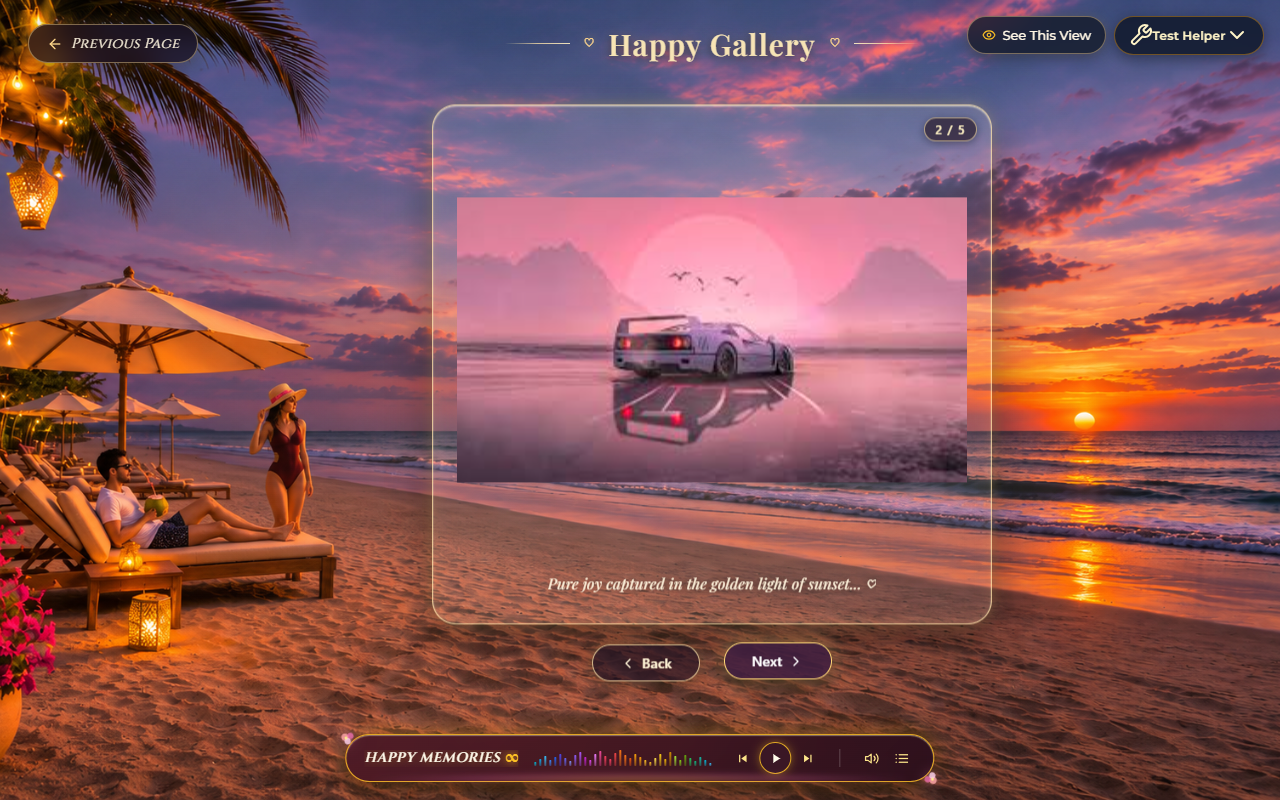 Previous Page
Happy Gallery
See This View
Test Helper
2 / 5
Pure joy captured in the golden light of sunset...
Back
Next
HAPPY MEMORIES ∞